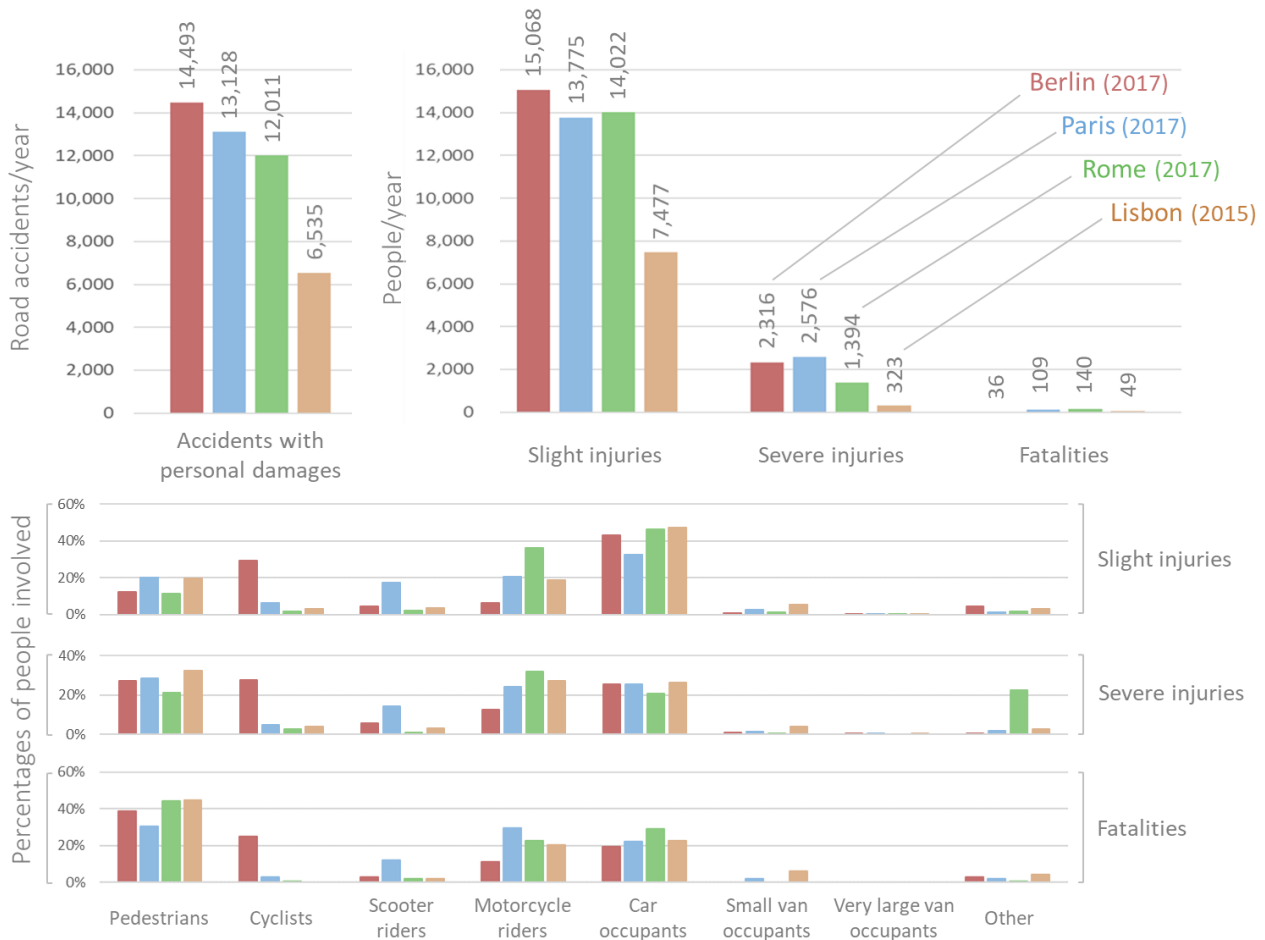 Road accidents/year
16,000
14,000
12,000
10,000
8,000
6,000
4,000
2,000
0
14,493
13,128
12,011
6,535
Accidents with
personal damages
People/year
16,000
14,000
12,000
10,000
8,000
6,000
4,000
2,000
0
15,068
13,775
14,022
7,477
2,316
2,576
1,394
323
36
109
140
49
Berlin (2017)
Paris (2017)
Rome (2017)
Lisbon (2015)
Slight injuries
Severe injuries
Fatalities
Percentages of people involved
60%
40%
20%
0%
Slight injuries
40%
20%
0%
Severe injuries
60%
40%
20%
0%
Fatalities
Pedestrians
Cyclists
Scooter
riders
Motorcycle
riders
Car
occupants
Small van
occupants
Very large van
occupants
Other